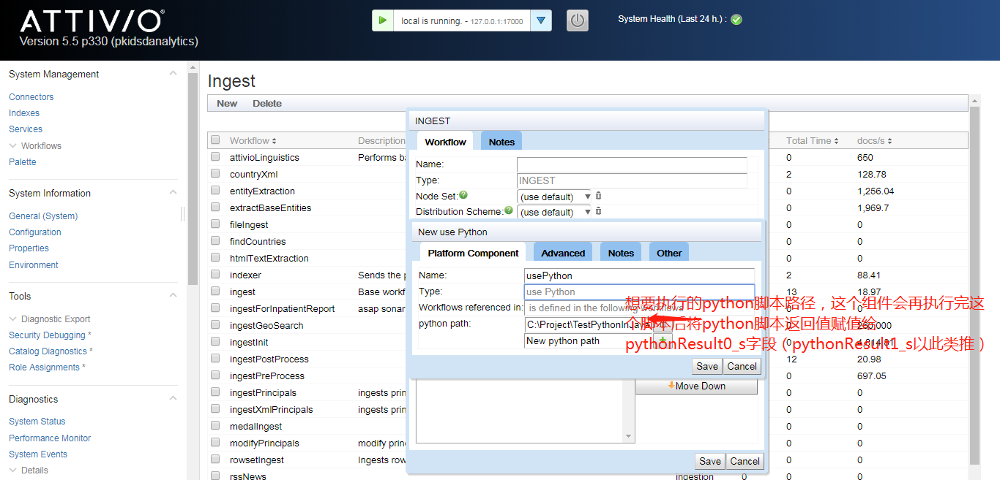 ATTIVIO®
Version 5.5 p330 (pkidsdanalytics)
local is running. - 127.0.0.1:17000
System Health (Last 24 h.) :
System Management
Connectors
Indexes
Services
Workflows
Palette
System Information
General (System)
Configuration
Properties
Environment
Tools
Diagnostic Export
Security Debugging *
Catalog Diagnostics *
Role Assignments *
Diagnostics
System Status
Performance Monitor
System Events
Details
Ingest
New Delete
Workflow Description Total Time docs/s
attivioLinguistics Performs ba 0 650
countryXml 2 128.78
entityExtraction 0 1,256.04
extractBaseEntities 0 1,969.7
fileIngest 0 0
findCountries 0 0
htmlTextExtraction 0 0
indexer Sends the p 2 88.41
ingest Base workf 13 18.97
ingestForInpatientReport asap sonar
ingestGeoSearch
ingestInit 0 4,814.81
ingestPostProcess 12 20.98
ingestPreProcess 0 697.05
ingestPrincipals ingests prin 0 0
ingestXmlPrincipals ingests prin 0 0
medalIngest 0 0
modifyPrincipals modify prin 0 0
rowsetIngest Ingests row 0 0
rssNews ingestion 0 0 0
INGEST
Workflow Notes
Name:
Type: INGEST
Node Set: (use default)
Distribution Scheme: (use default)
New use Python
Platform Component Advanced Notes Other
Name: usePython
Type: use Python
Workflows referenced in: is defined in the following workflows
python path: C:\Project\TestPythonInJava
New python path
Save Cancel
Move Down
Save Cancel
想要执行的python脚本路径，这个组件会再执行完这
个脚本后将python脚本返回值赋值给
pythonResult0_s字段（pythonResult1_s以此类推）